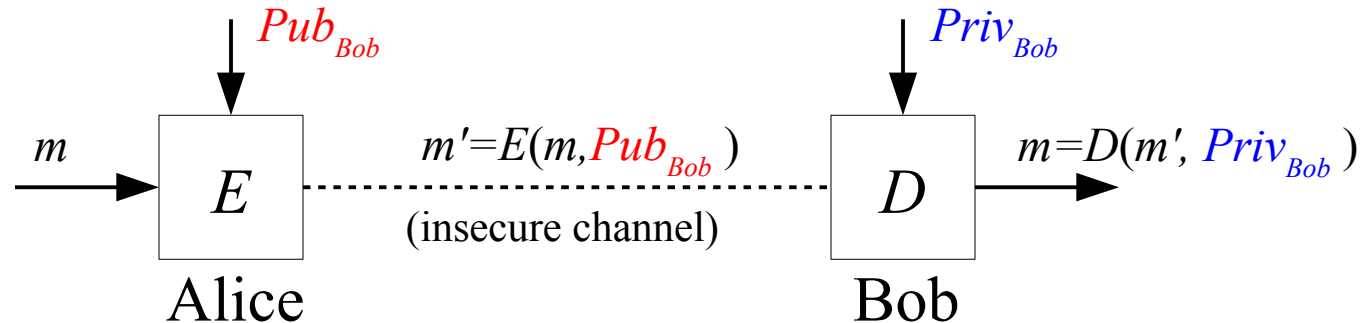 Pub_Bob
Priv_Bob
m
m'=E(m,Pub_Bob )
m=D(m', Priv_Bob )
E
D
(insecure channel)
Alice
Bob